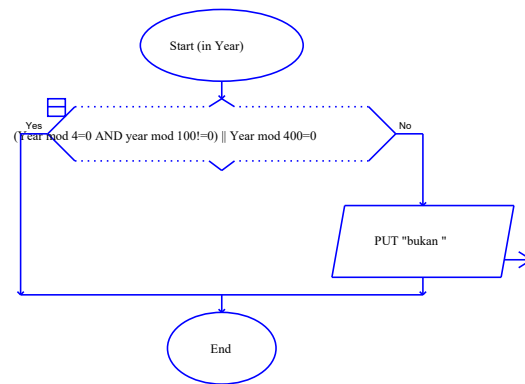 Start (in Year)
Yes
No
(Year mod 4=0 AND year mod 100!=0) || Year mod 400=0
PUT "bukan "
End